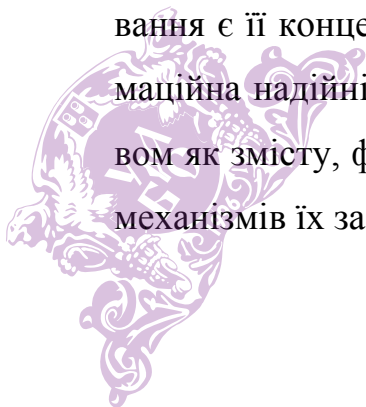 вання є її конце
маційна надійні
вом як змісту, ф
механізмів їх за